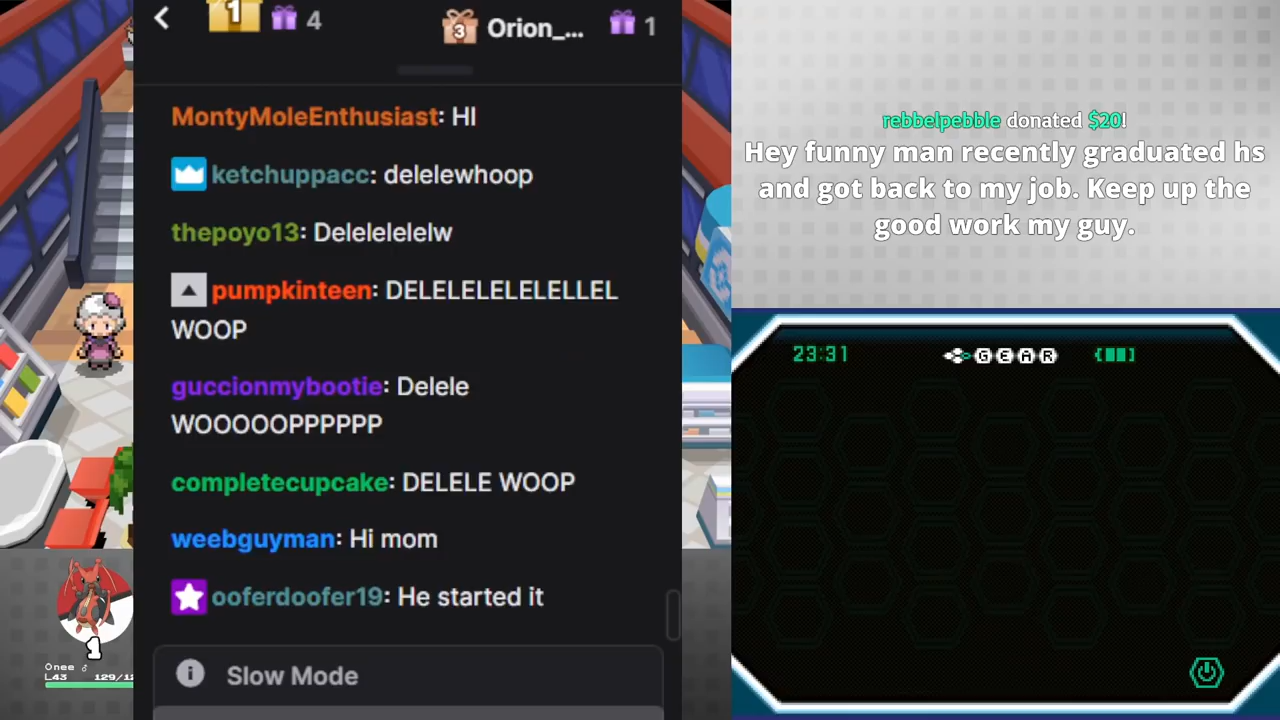 1 4
3 Orion_... 1
MontyMoleEnthusiast: HI
ketchuppacc: delelewhoop
thepoyo13: Delelelelelw
pumpkinteen: DELELELELELELLEL
WOOP
guccionmybootie: Delele
WOOOOOPPPPPP
completecupcake: DELELE WOOP
weebguyman: Hi mom
ooferdoofer19: He started it
Slow Mode
rebbelpebble donated $20!
Hey funny man recently graduated hs
and got back to my job. Keep up the
good work my guy.
23:31 GEAR
1
Onee ♂
L43 129/12